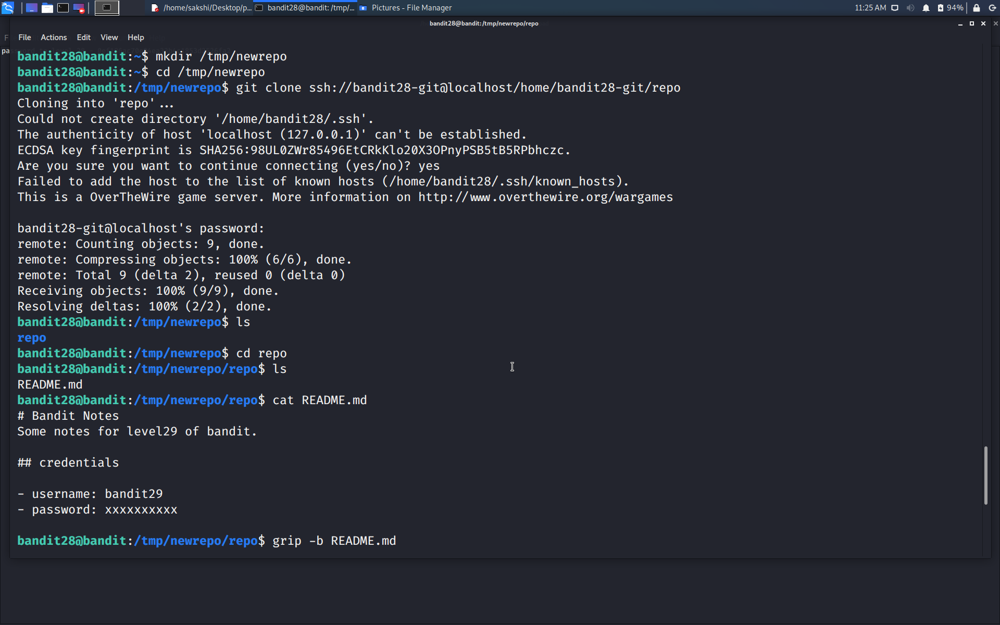 /home/sakshi/Desktop/p...
bandit28@bandit: /tmp/...
Pictures - File Manager
11:25 AM
94%
bandit28@bandit:/tmp/newrepo/repo
File Actions Edit View Help
bandit28@bandit:~$ mkdir /tmp/newrepo
bandit28@bandit:~$ cd /tmp/newrepo
bandit28@bandit:/tmp/newrepo$ git clone ssh://bandit28-git@localhost/home/bandit28-git/repo
Cloning into 'repo'...
Could not create directory '/home/bandit28/.ssh'.
The authenticity of host 'localhost (127.0.0.1)' can't be established.
ECDSA key fingerprint is SHA256:98UL0ZWr85496EtCRkKlo20X3OPnyPSB5tB5RPbhczc.
Are you sure you want to continue connecting (yes/no)? yes
Failed to add the host to the list of known hosts (/home/bandit28/.ssh/known_hosts).
This is a OverTheWire game server. More information on http://www.overthewire.org/wargames
bandit28-git@localhost's password:
remote: Counting objects: 9, done.
remote: Compressing objects: 100% (6/6), done.
remote: Total 9 (delta 2), reused 0 (delta 0)
Receiving objects: 100% (9/9), done.
Resolving deltas: 100% (2/2), done.
bandit28@bandit:/tmp/newrepo$ ls
repo
bandit28@bandit:/tmp/newrepo$ cd repo
bandit28@bandit:/tmp/newrepo/repo$ ls
README.md
bandit28@bandit:/tmp/newrepo/repo$ cat README.md
# Bandit Notes
Some notes for level29 of bandit.
## credentials
- username: bandit29
- password: xxxxxxxxxx
bandit28@bandit:/tmp/newrepo/repo$ grip -b README.md